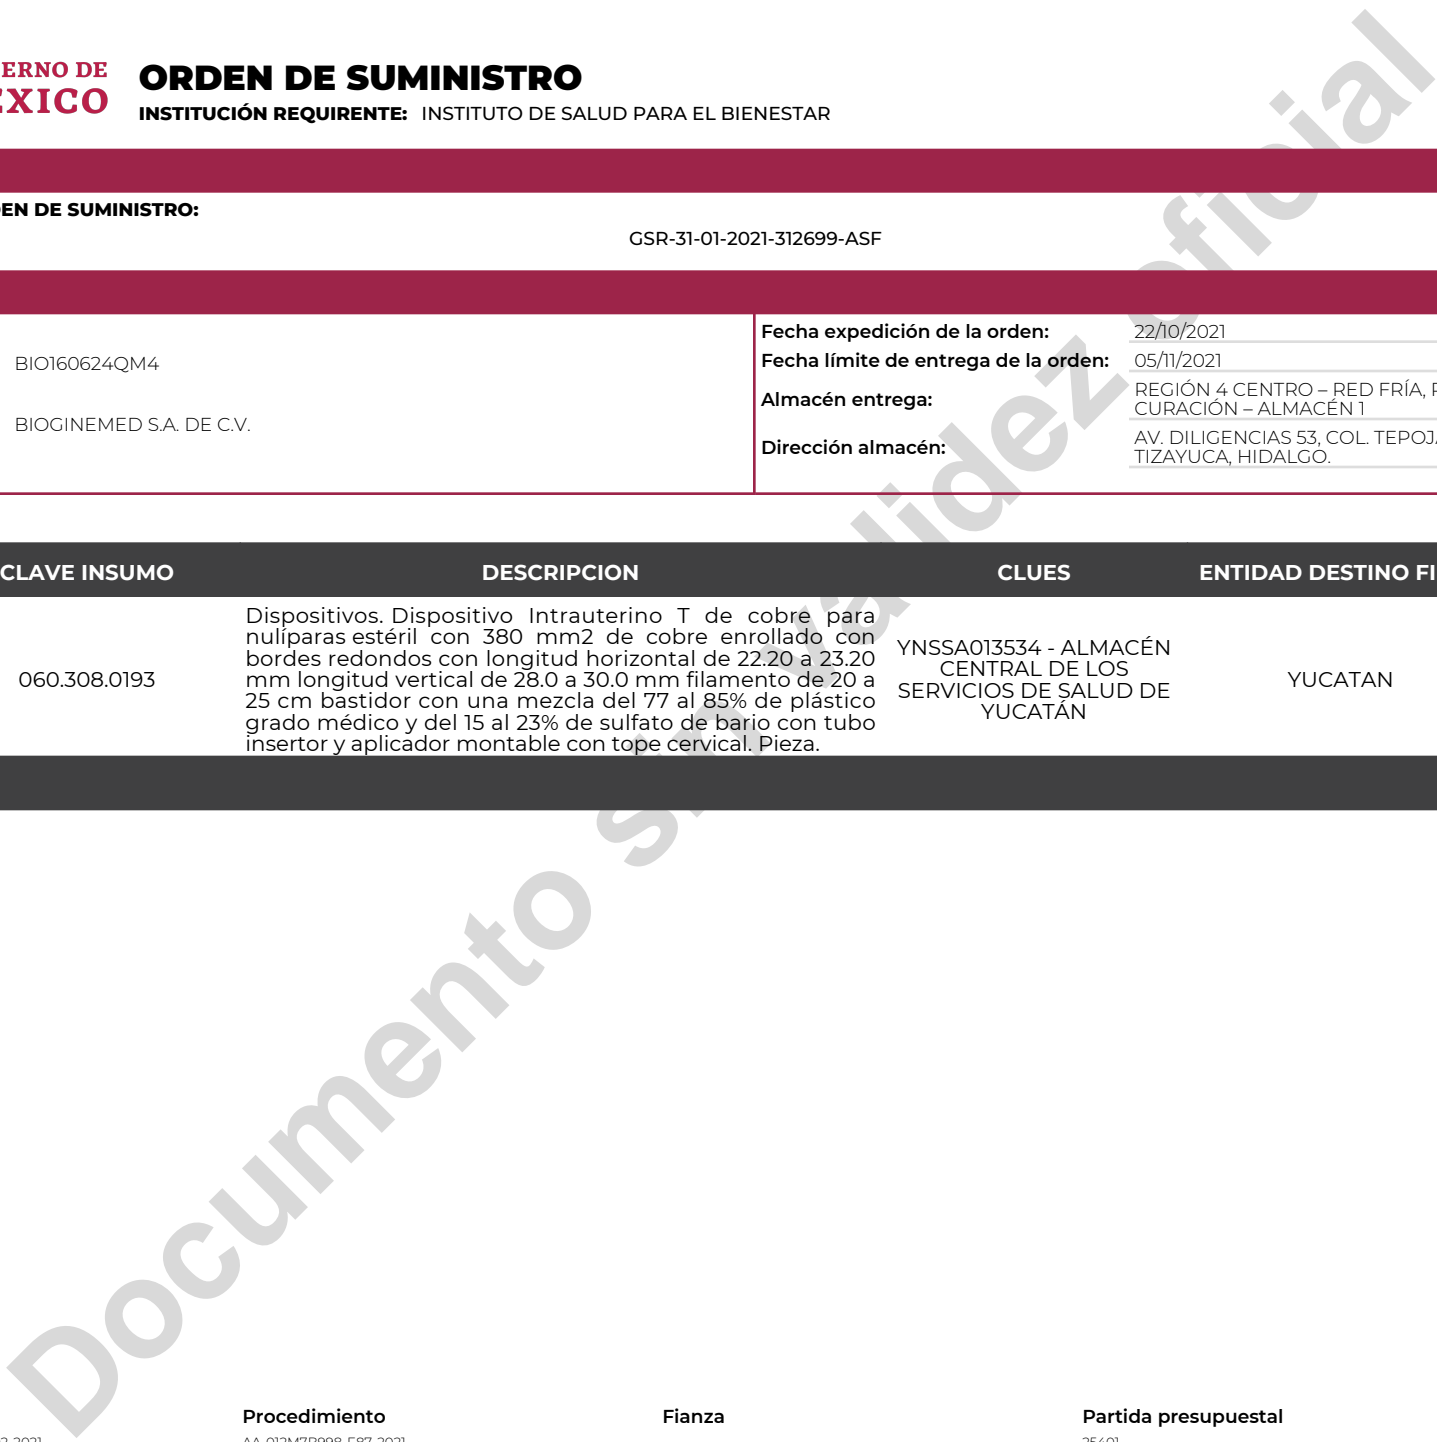 ERNO DE
ÉXICO
ORDEN DE SUMINISTRO
INSTITUCIÓN REQUIRENTE: INSTITUTO DE SALUD PARA EL BIENESTAR
EN DE SUMINISTRO:
GSR-31-01-2021-312699-ASF
BIO160624QM4
BIOGINEMED S.A. DE C.V.
Fecha expedición de la orden: 22/10/2021
Fecha límite de entrega de la orden: 05/11/2021
Almacén entrega: REGIÓN 4 CENTRO – RED FRÍA,
CURACIÓN – ALMACÉN 1
Dirección almacén: AV. DILIGENCIAS 53, COL. TEPOJ
TIZAYUCA, HIDALGO.
CLAVE INSUMO DESCRIPCION CLUES ENTIDAD DESTINO FI
060.308.0193
Dispositivos. Dispositivo Intrauterino T de cobre para
nulíparas estéril con 380 mm2 de cobre enrollado con
bordes redondos con longitud horizontal de 22.20 a 23.20
mm longitud vertical de 28.0 a 30.0 mm filamento de 20 a
25 cm bastidor con una mezcla del 77 al 85% de plástico
grado médico y del 15 al 23% de sulfato de bario con tubo
insertor y aplicador montable con tope cervical. Pieza.
YNSSA013534 - ALMACÉN
CENTRAL DE LOS
SERVICIOS DE SALUD DE
YUCATÁN
YUCATAN
Documento sin validez oficial
Procedimiento Fianza Partida presupuestal